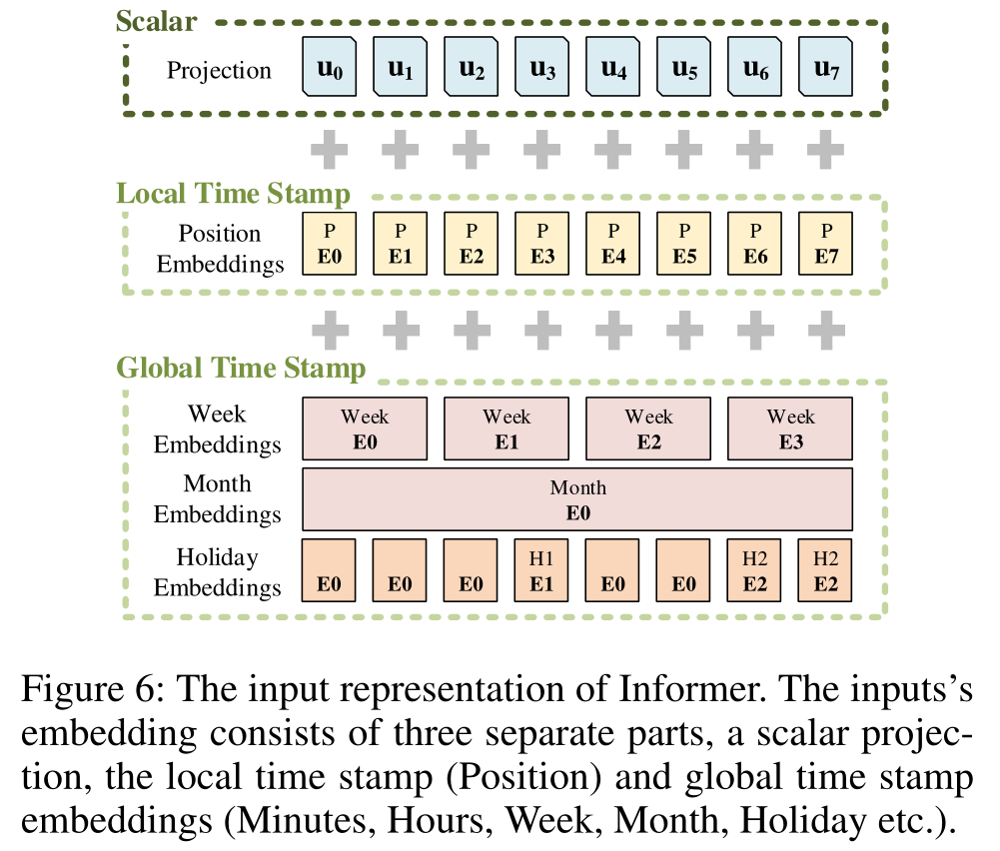 Scalar
Projection u0 u1 u2 u3 u4 u5 u6 u7
Local Time Stamp
Position Embeddings
P P P P P P P P
E0 E1 E2 E3 E4 E5 E6 E7
Global Time Stamp
Week Embeddings
Week Week Week Week
E0 E1 E2 E3
Month Embeddings
Month
E0
Holiday Embeddings
H1 H2 H2
E0 E0 E0 E1 E0 E0 E2 E2
Figure 6: The input representation of Informer. The inputs's
embedding consists of three separate parts, a scalar projec-
tion, the local time stamp (Position) and global time stamp
embeddings (Minutes, Hours, Week, Month, Holiday etc.).